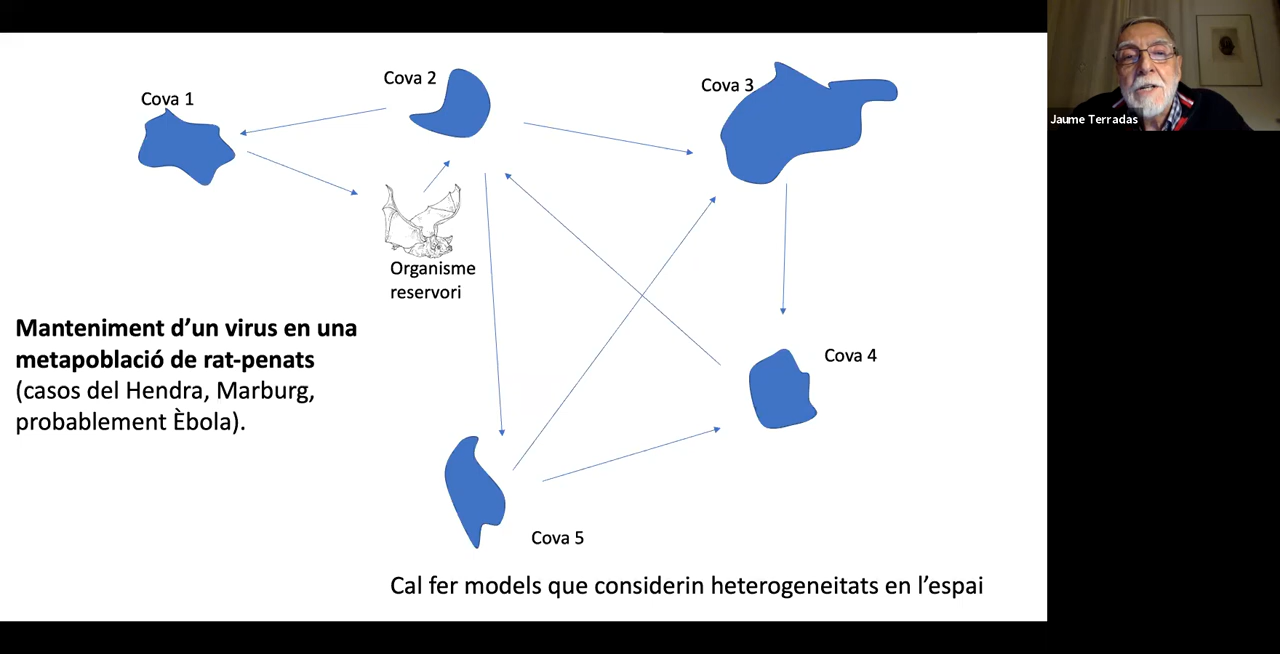 Cova 1
Cova 2
Cova 3
Jaume Terradas
Organisme
reservori
Manteniment d’un virus en una
metapoblació de rat-penats
(casos del Hendra, Marburg,
probablement Èbola).
Cova 4
Cova 5
Cal fer models que considerin heterogeneitats en l’espai